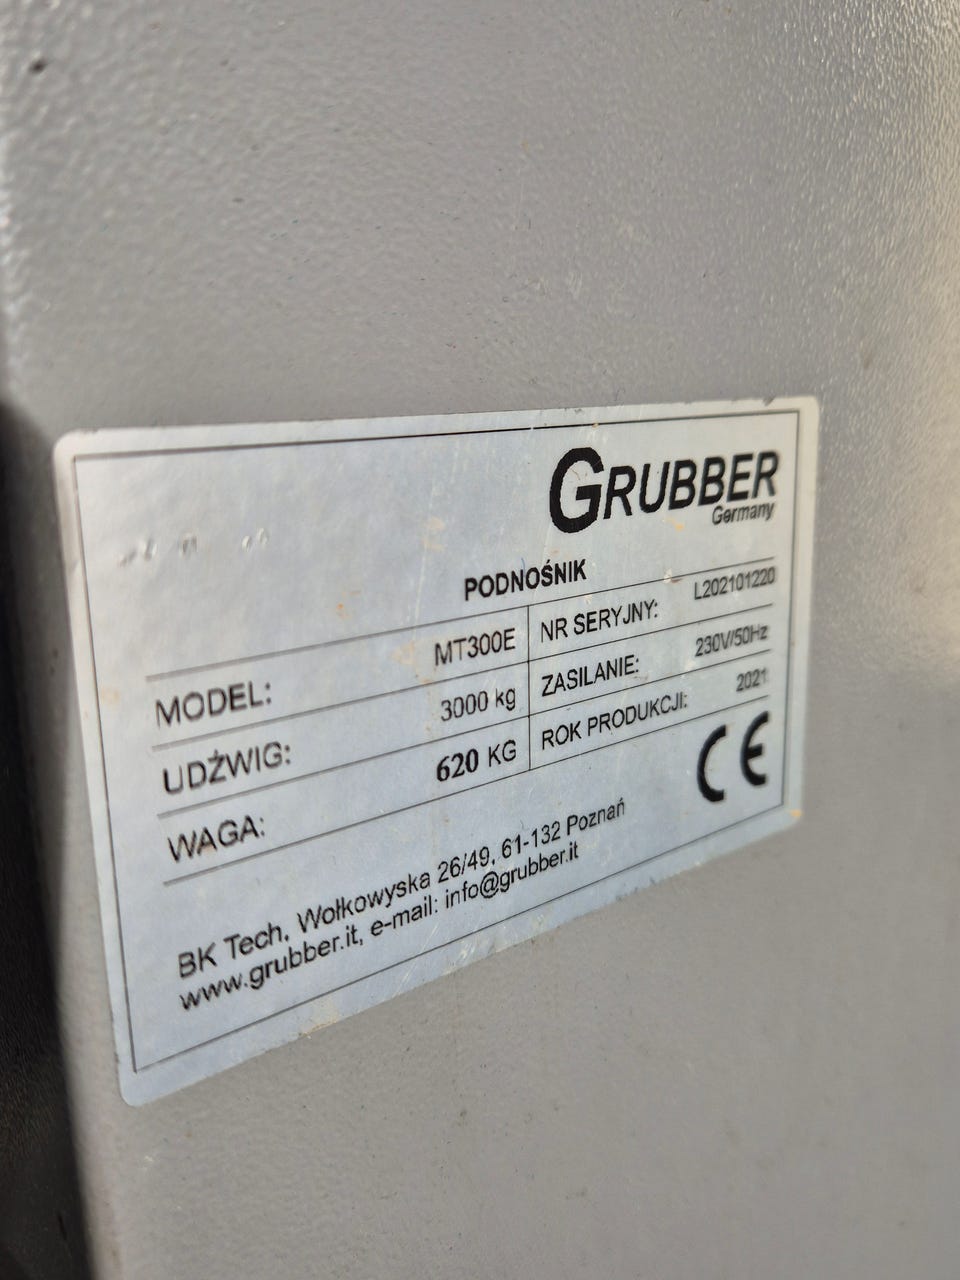 GRUBBER
Germany
PODNOŚNIK
MODEL: MT300E NR SERYJNY: L202101220
UDŹWIG: 3000 kg ZASILANIE: 230V/50Hz
WAGA: 620 KG ROK PRODUKCJI: 2021
CE
BK Tech, Wołkowyska 26/49, 61-132 Poznań
www.grubber.it, e-mail: info@grubber.it